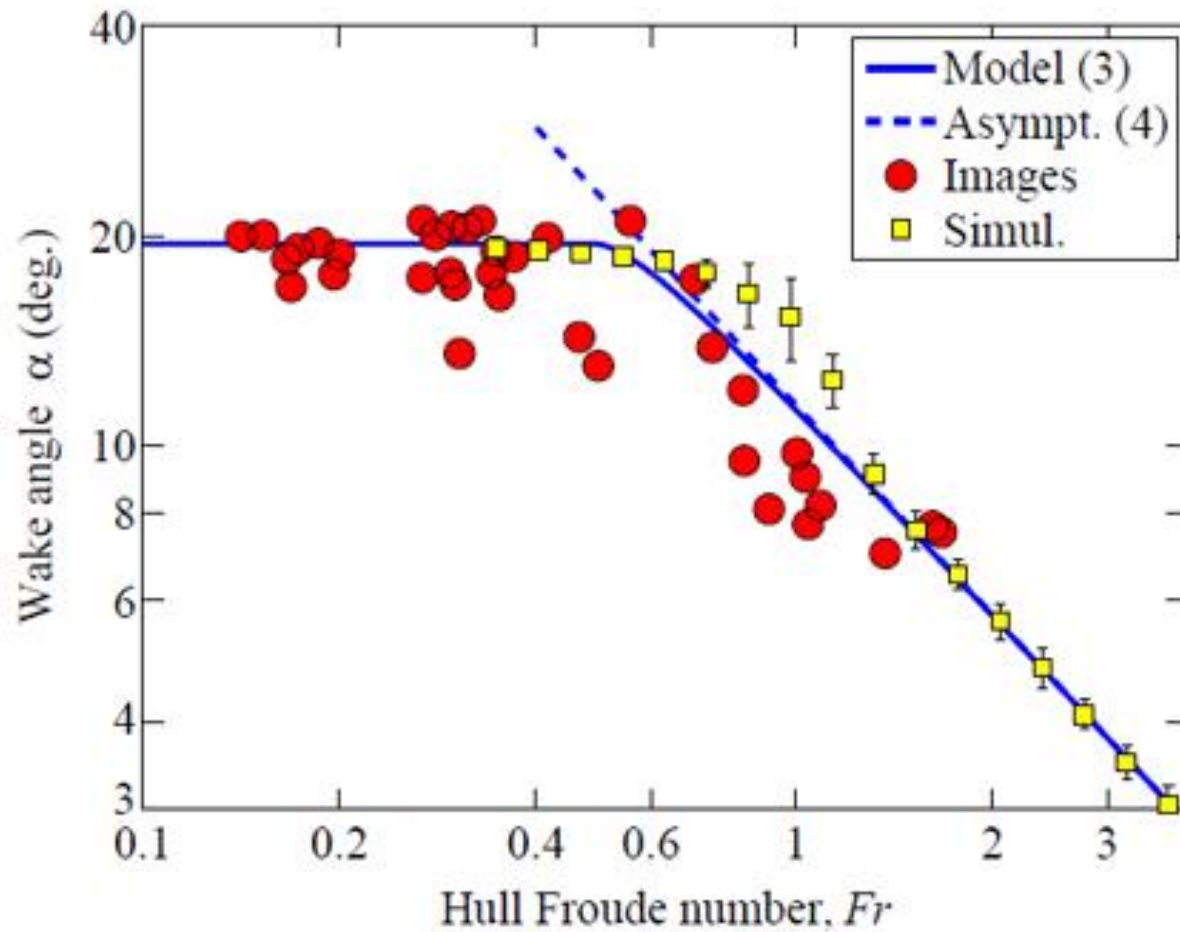 40
20
10
8
6
4
3
Wake angle α (deg.)
Model (3)
Asympt. (4)
Images
Simul.
0.1 0.2 0.4 0.6 1 2 3
Hull Froude number, Fr